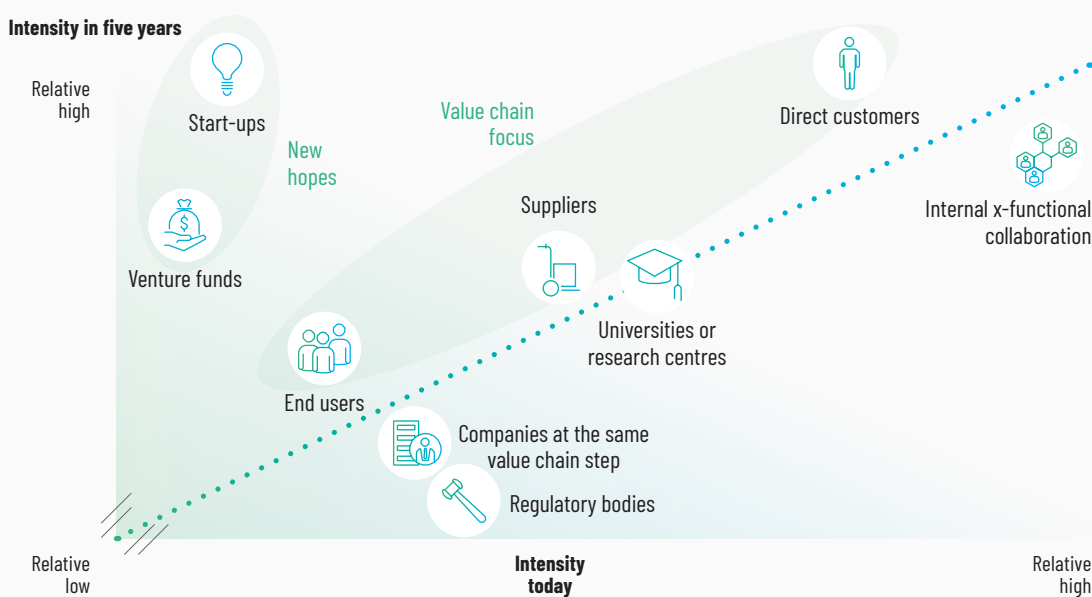 Intensity in five years
Relative
high
Start-ups
New
hopes
Value chain
focus
Direct customers
$
Venture funds
Suppliers
Internal x-functional
collaboration
Universities or
research centres
End users
Companies at the same
value chain step
Regulatory bodies
Relative
low
Intensity
today
Relative
high